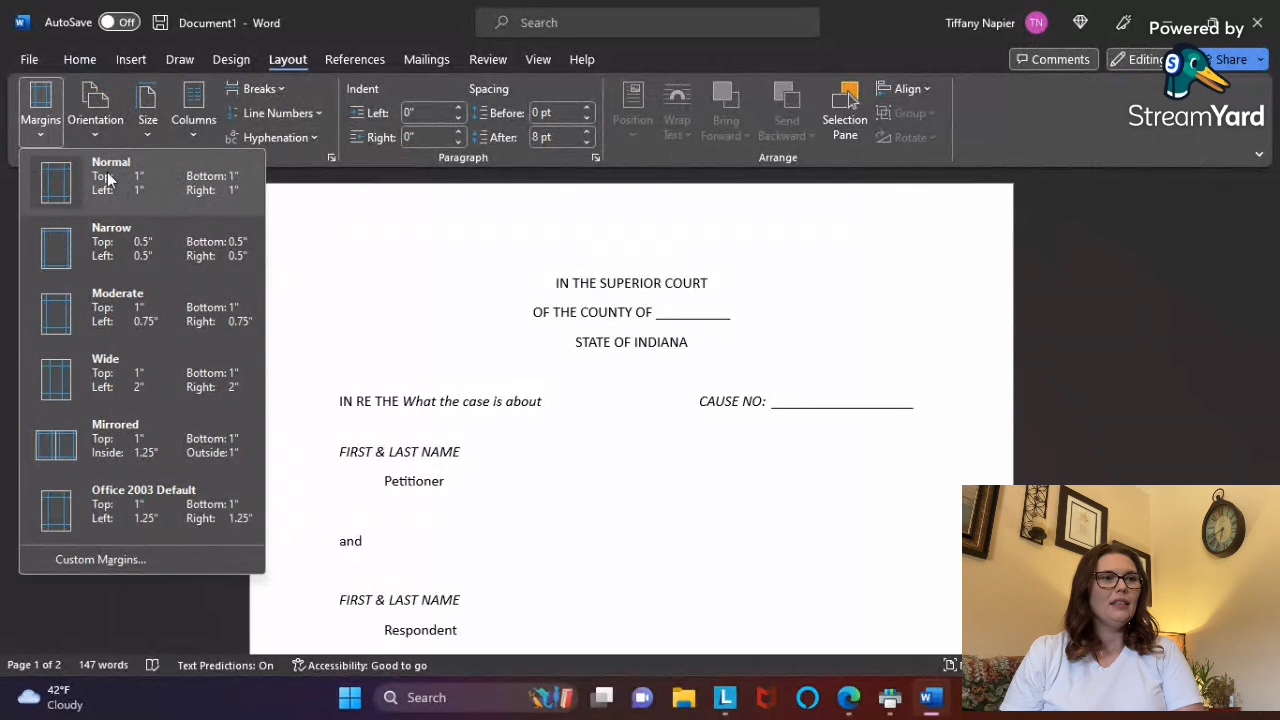 AutoSave Off Document1 - Word Search Tiffany Napier TN
Powered by
StreamYard
File Home Insert Draw Design Layout References Mailings Review View Help Comments Editing Share
Margins Orientation Size Columns
Breaks
Line Numbers
Hyphenation
Indent
Left: 0"
Right: 0"
Spacing
Before: 0 pt
After: 8 pt
Paragraph
Position Wrap Text Bring Forward Send Backward Selection Pane
Align
Group
Rotate
Arrange
Normal
Top: 1" Bottom: 1"
Left: 1" Right: 1"
Narrow
Top: 0.5" Bottom: 0.5"
Left: 0.5" Right: 0.5"
Moderate
Top: 1" Bottom: 1"
Left: 0.75" Right: 0.75"
Wide
Top: 1" Bottom: 1"
Left: 2" Right: 2"
Mirrored
Top: 1" Bottom: 1"
Inside: 1.25" Outside: 1"
Office 2003 Default
Top: 1" Bottom: 1"
Left: 1.25" Right: 1.25"
Custom Margins...
IN THE SUPERIOR COURT
OF THE COUNTY OF __________
STATE OF INDIANA
IN RE THE What the case is about CAUSE NO: ___________________
FIRST & LAST NAME
Petitioner
and
FIRST & LAST NAME
Respondent
Page 1 of 2 147 words Text Predictions: On Accessibility: Good to go
42°F
Cloudy
Search